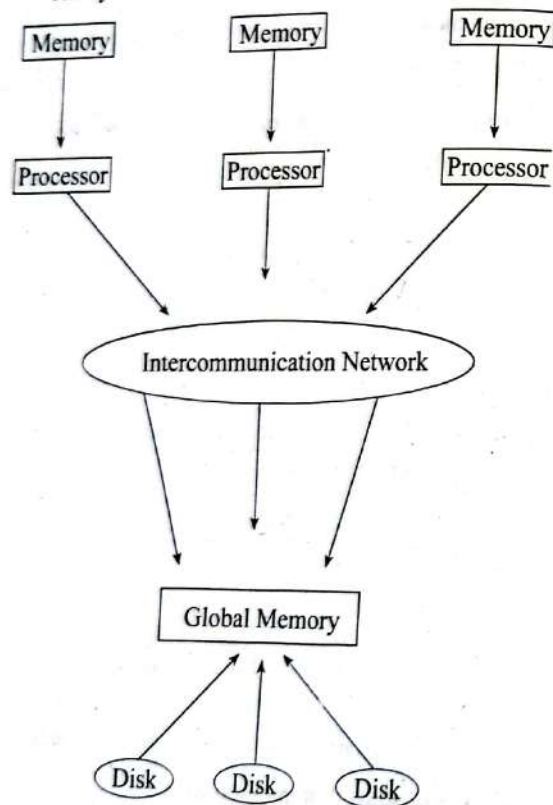 Memory Memory Memory
Processor Processor Processor
Intercommunication Network
Global Memory
Disk Disk Disk